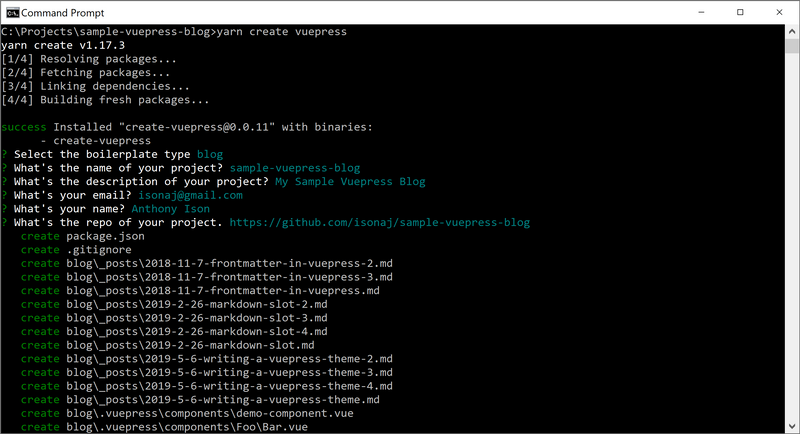 Command Prompt
C:\Projects\sample-vuepress-blog>yarn create vuepress
yarn create v1.17.3
[1/4] Resolving packages...
[2/4] Fetching packages...
[3/4] Linking dependencies...
[4/4] Building fresh packages...
success Installed "create-vuepress@0.0.11" with binaries:
- create-vuepress
? Select the boilerplate type blog
? What's the name of your project? sample-vuepress-blog
? What's the description of your project? My Sample Vuepress Blog
? What's your email? isonaj@gmail.com
? What's your name? Anthony Ison
? What's the repo of your project. https://github.com/isonaj/sample-vuepress-blog
create package.json
create .gitignore
create blog\_posts\2018-11-7-frontmatter-in-vuepress-2.md
create blog\_posts\2018-11-7-frontmatter-in-vuepress-3.md
create blog\_posts\2018-11-7-frontmatter-in-vuepress.md
create blog\_posts\2019-2-26-markdown-slot-2.md
create blog\_posts\2019-2-26-markdown-slot-3.md
create blog\_posts\2019-2-26-markdown-slot-4.md
create blog\_posts\2019-2-26-markdown-slot.md
create blog\_posts\2019-5-6-writing-a-vuepress-theme-2.md
create blog\_posts\2019-5-6-writing-a-vuepress-theme-3.md
create blog\_posts\2019-5-6-writing-a-vuepress-theme-4.md
create blog\_posts\2019-5-6-writing-a-vuepress-theme.md
create blog\.vuepress\components\demo-component.vue
create blog\.vuepress\components\Foo\Bar.vue